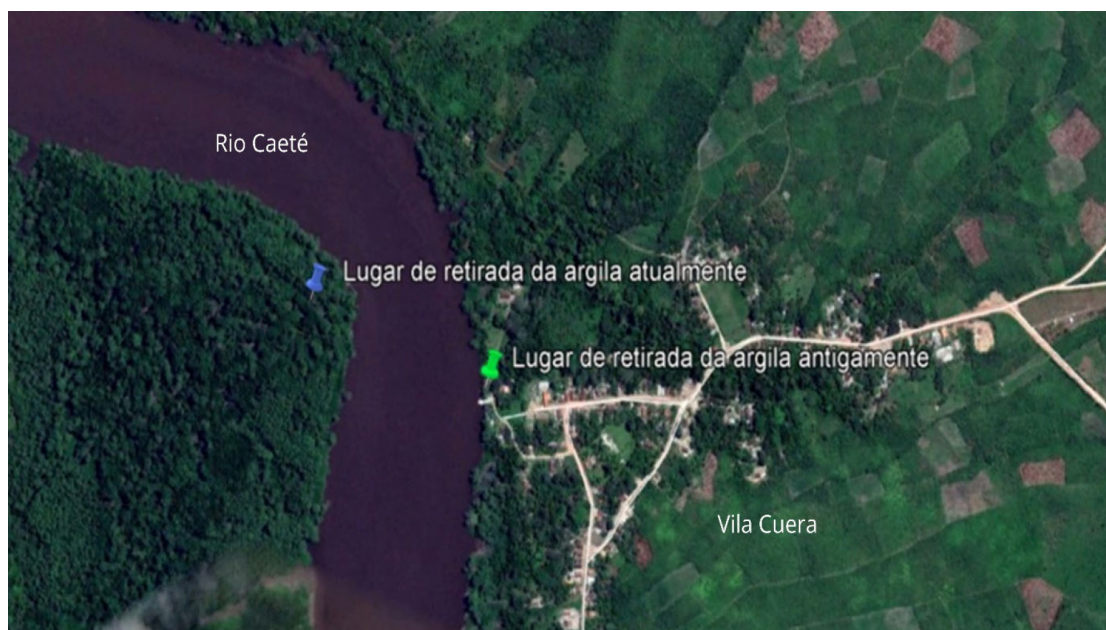 Rio Caeté
Lugar de retirada da argila atualmente
Lugar de retirada da argila antigamente
Vila Cuera